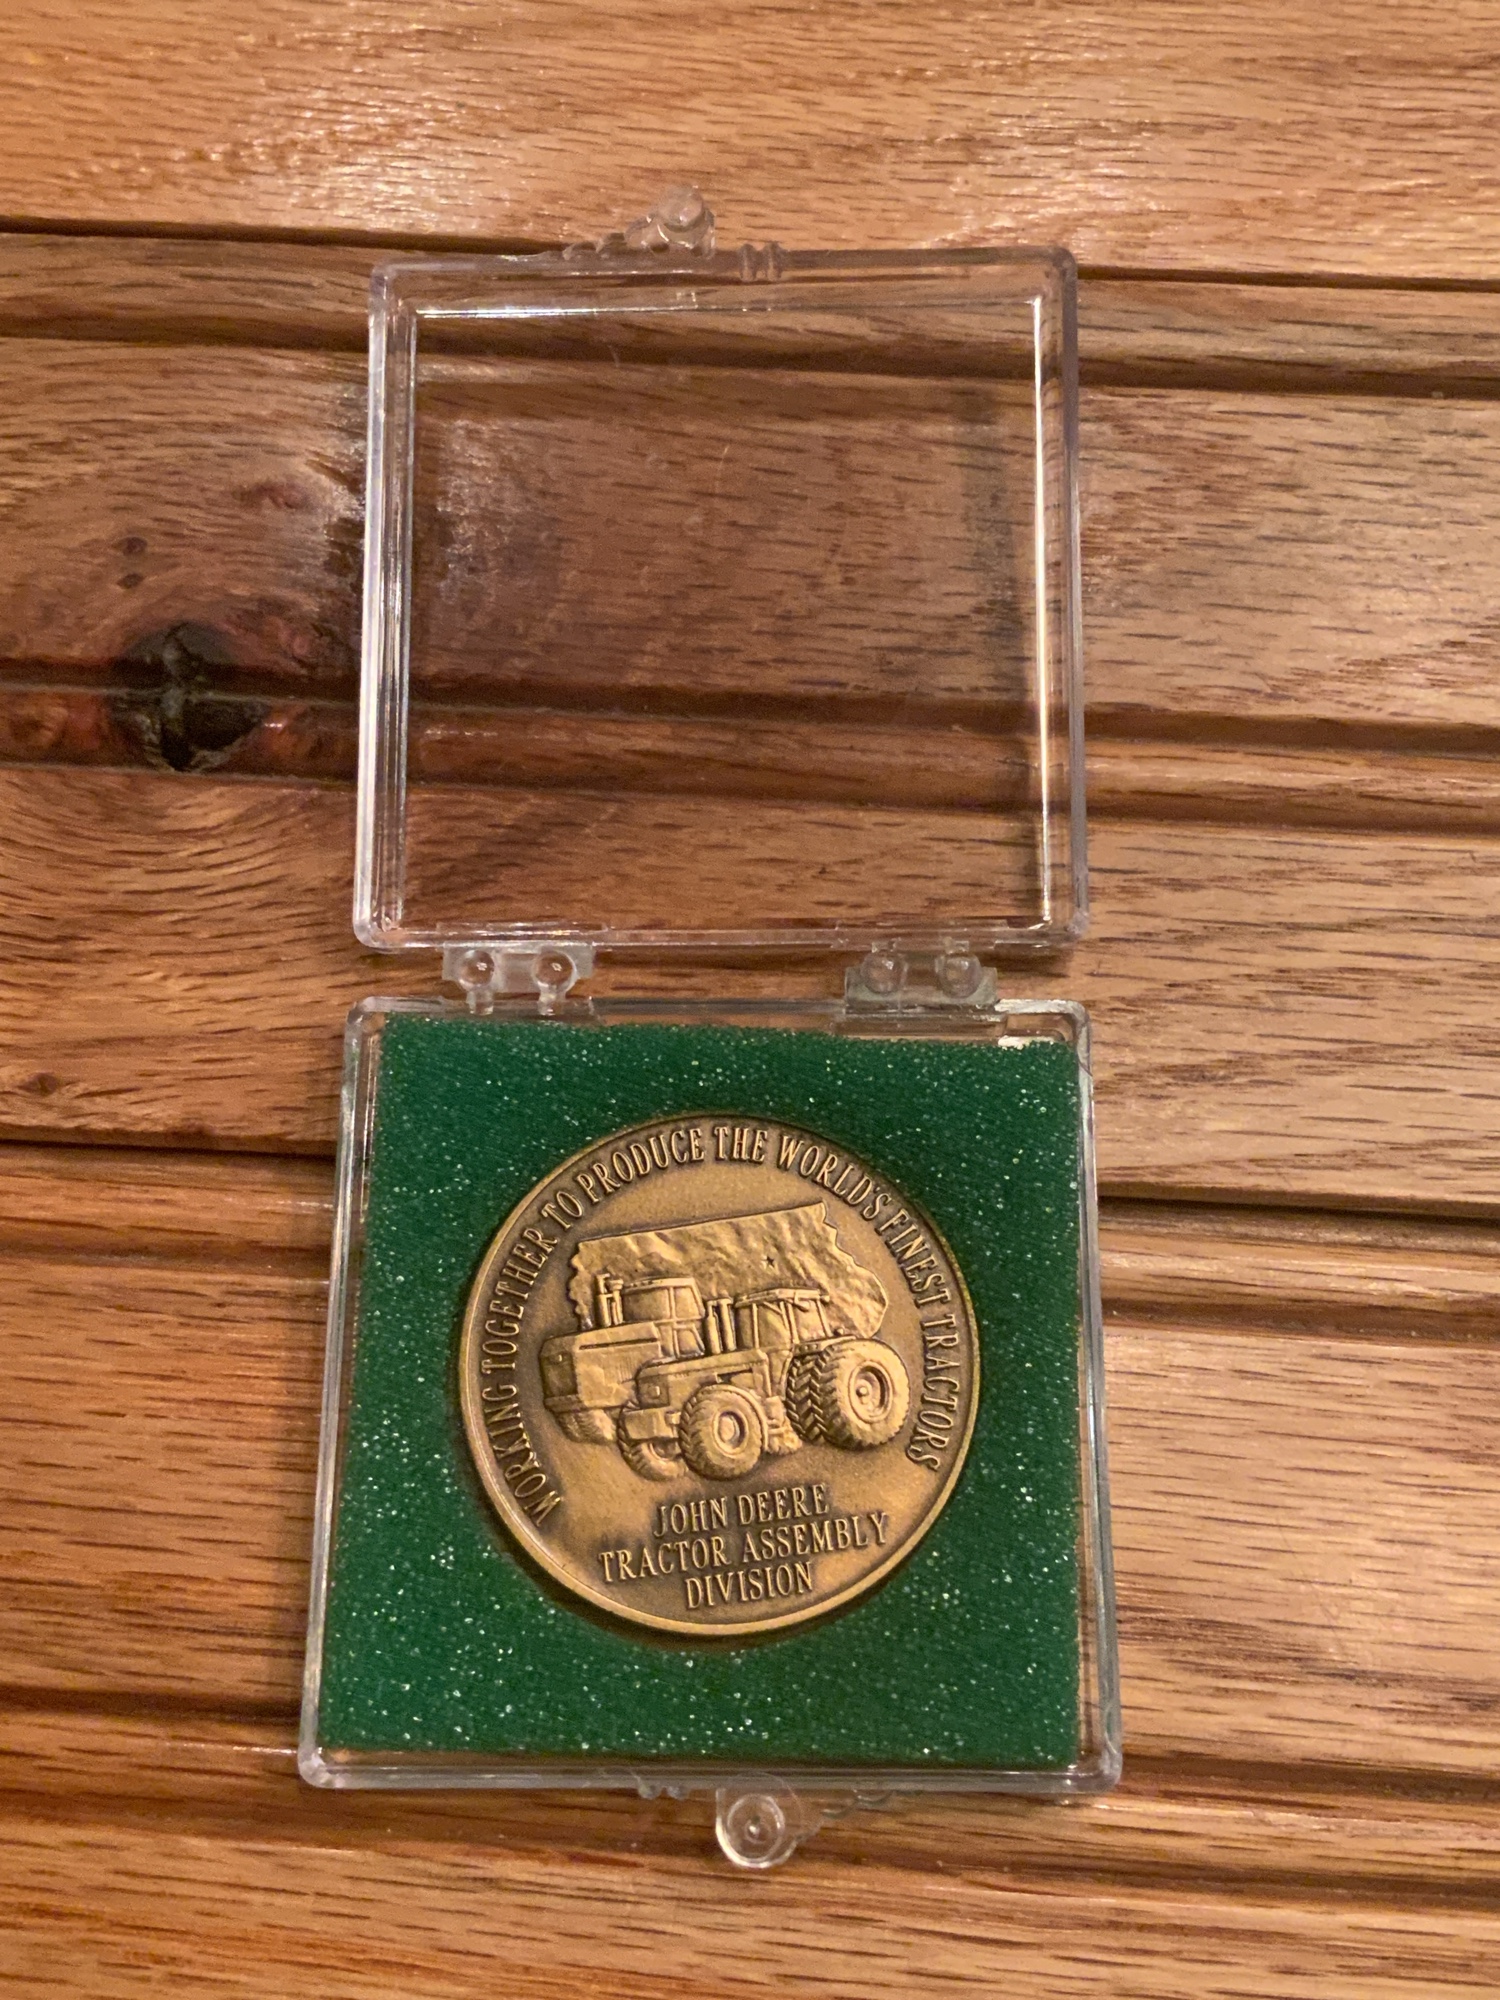 WORKING TOGETHER TO PRODUCE THE WORLD'S FINEST TRACTORS
JOHN DEERE
TRACTOR ASSEMBLY
DIVISION